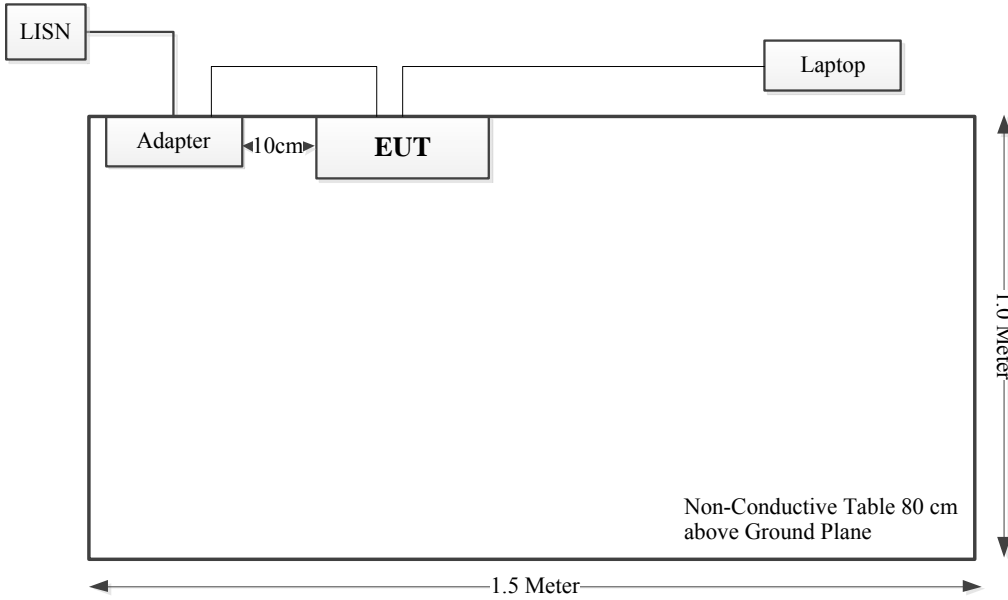 LISN
Laptop
Adapter
10cm
EUT
1.0 Meter
Non-Conductive Table 80 cm
above Ground Plane
1.5 Meter